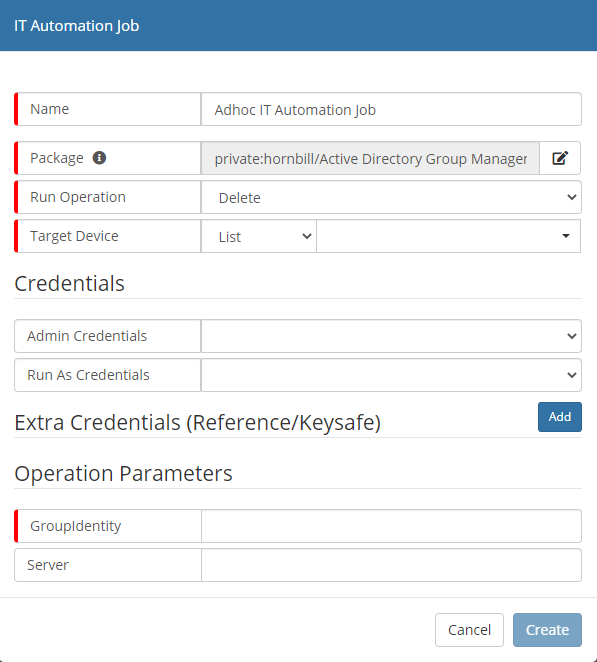 IT Automation Job
Name Adhoc IT Automation Job
Package private:hornbill/Active Directory Group Manager
Run Operation Delete
Target Device List
Credentials
Admin Credentials
Run As Credentials
Extra Credentials (Reference/Keysafe) Add
Operation Parameters
GroupIdentity
Server
Cancel Create